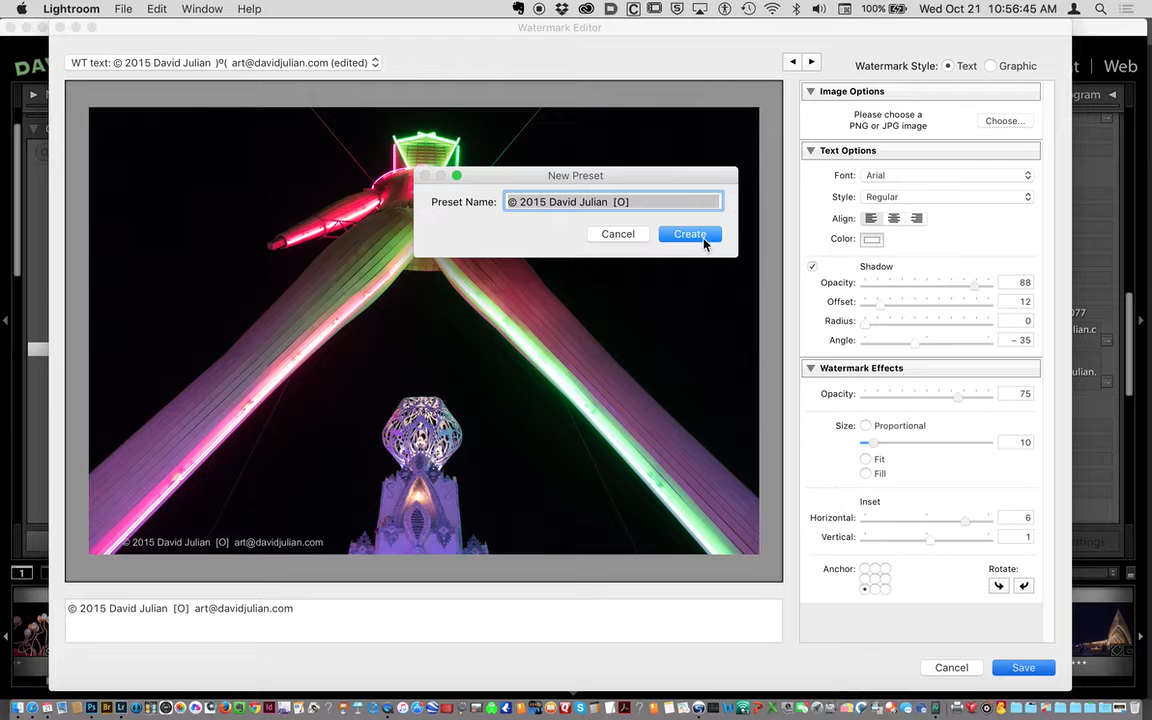 Lightroom File Edit Window Help
100% Wed Oct 21 10:56:45 AM
Watermark Editor
WT text: © 2015 David Julian )º( art@davidjulian.com (edited)
Watermark Style: Text Graphic
Web
Image Options
Please choose a
PNG or JPG image
Choose...
Text Options
Font: Arial
Style: Regular
Align:
Color:
Shadow
Opacity: 88
Offset: 12
Radius: 0
Angle: - 35
Watermark Effects
Opacity: 75
Size: Proportional
10
Fit
Fill
Inset
Horizontal: 6
Vertical: 1
Anchor:
Rotate:
New Preset
Preset Name: © 2015 David Julian [O]
Cancel Create
© 2015 David Julian [O] art@davidjulian.com
© 2015 David Julian [O] art@davidjulian.com
Cancel Save
1